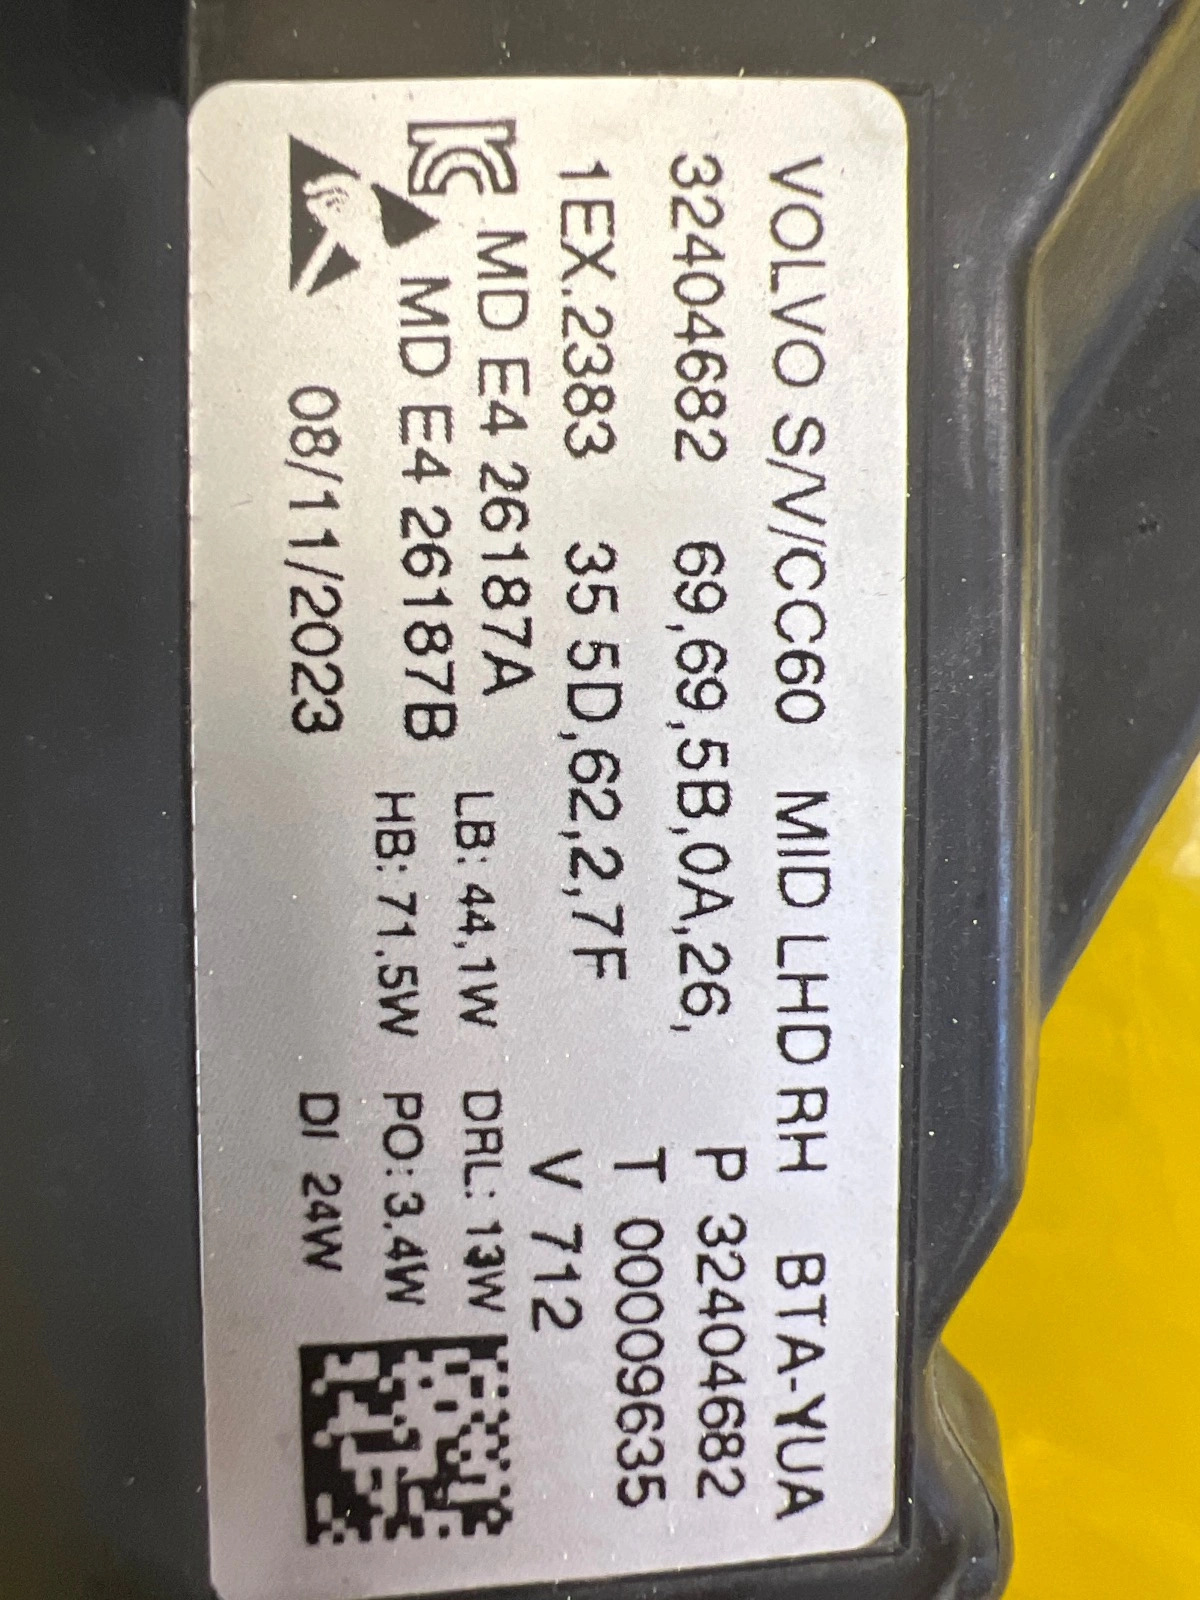 VOLVO S/V/CC60 MID LHD RH BTA-YUA
32404682 69,69,5B,0A,26, P 32404682
1EX.2383 35 5D,62,2,7F T 00009635
V 712
MD E4 26187A LB: 44,1W DRL: 13W
MD E4 26187B HB: 71,5W PO: 3,4W
08/11/2023 DI 24W